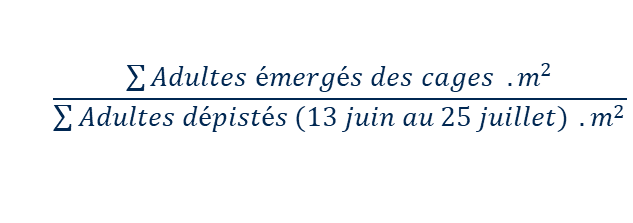 ∑ Adultes émergés des cages .m²
∑ Adultes dépistés (13 juin au 25 juillet) .m²